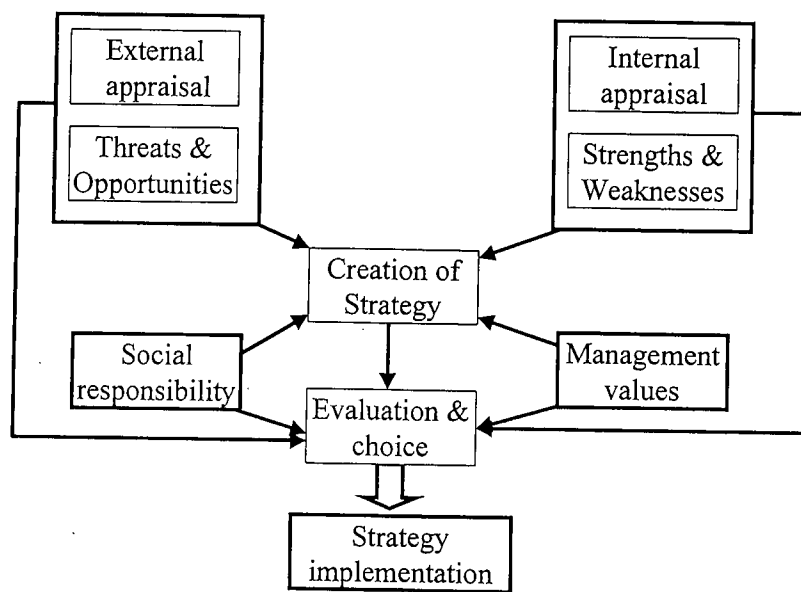 External
appraisal
Threats &
Opportunities
Internal
appraisal
Strengths &
Weaknesses
Creation of
Strategy
Social
responsibility
Management
values
Evaluation &
choice
Strategy
implementation